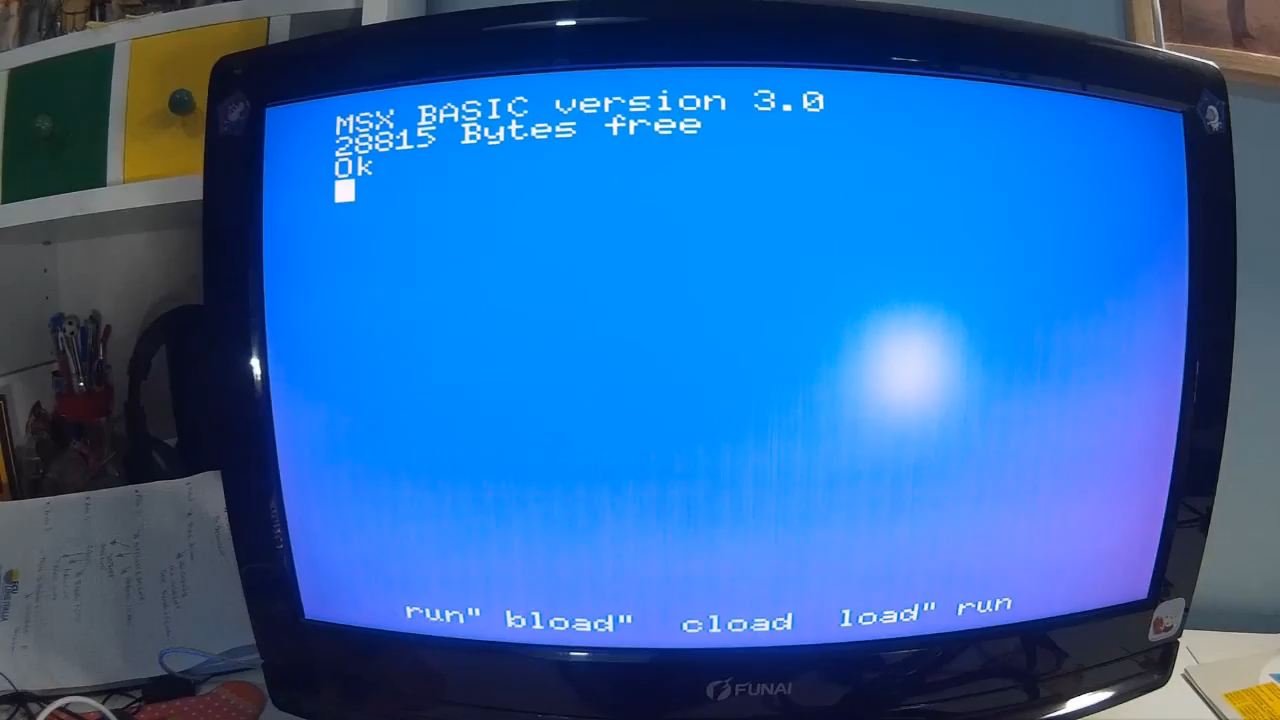 MSX BASIC version 3.0
28815 Bytes free
Ok
run" bload" cload load" run
FUNAI